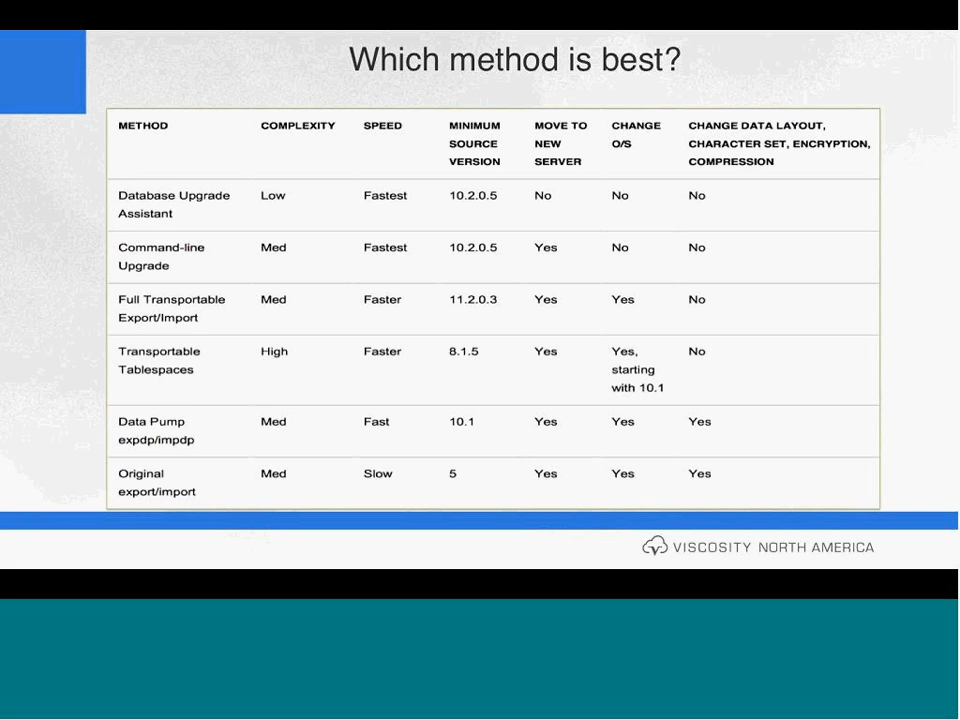 Which method is best?
METHOD COMPLEXITY SPEED MINIMUM SOURCE VERSION MOVE TO NEW SERVER CHANGE O/S CHANGE DATA LAYOUT, CHARACTER SET, ENCRYPTION, COMPRESSION
Database Upgrade Assistant Low Fastest 10.2.0.5 No No No
Command-line Upgrade Med Fastest 10.2.0.5 Yes No No
Full Transportable Export/Import Med Faster 11.2.0.3 Yes Yes No
Transportable Tablespaces High Faster 8.1.5 Yes Yes, starting with 10.1 No
Data Pump expdp/impdp Med Fast 10.1 Yes Yes Yes
Original export/import Med Slow 5 Yes Yes Yes
VISCOSITY NORTH AMERICA